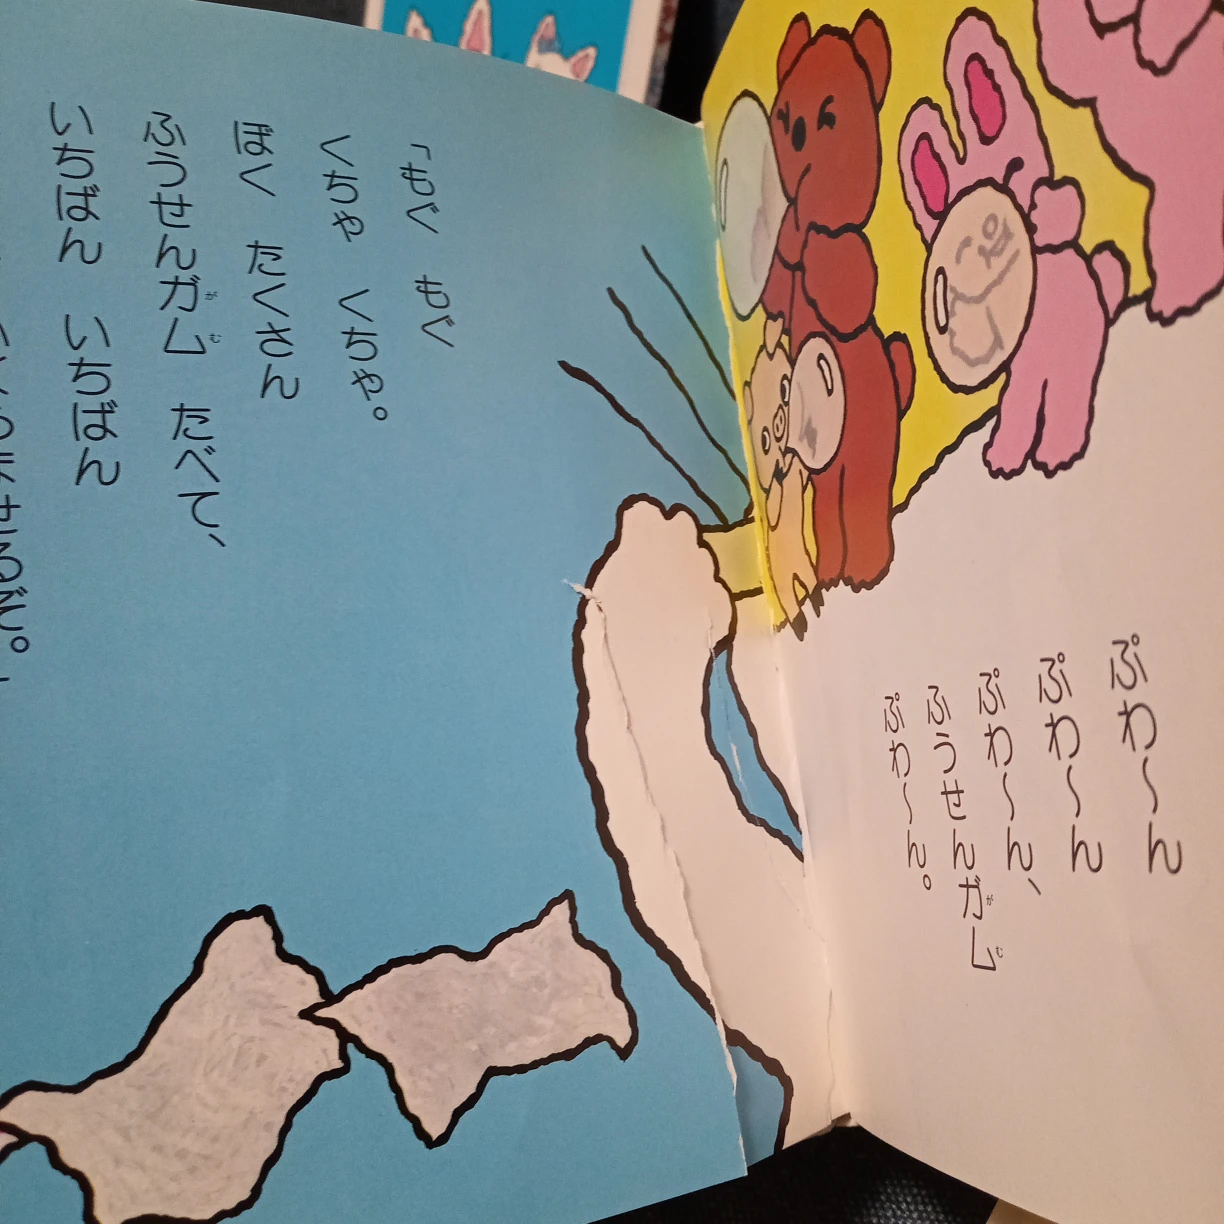 ぷわ〜ん
ぷわ〜ん
ぷわ〜ん、
ふうせんガム
ぷわ〜ん。
「もぐ もぐ
くちゃ くちゃ。
ぼく たくさん
ふうせんガム たべて、
いちばん いちばん